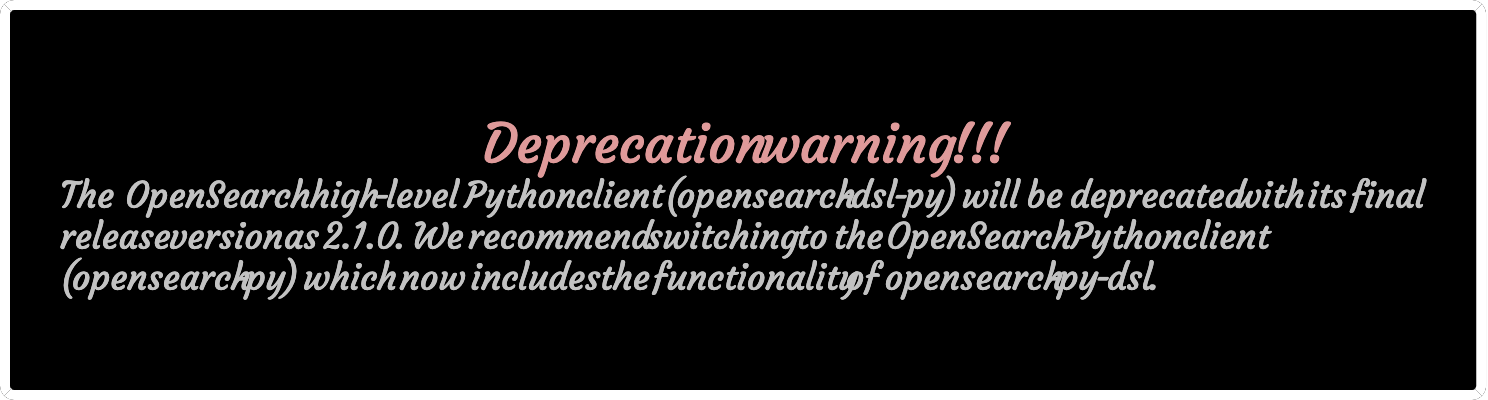 Deprecation warning!!!
The OpenSearch high-level Python client (opensearch-dsl-py) will be deprecated with its final
release version as 2.1.0. We recommend switching to the OpenSearch Python client
(opensearch-py) which now includes the functionality of opensearch-py-dsl.